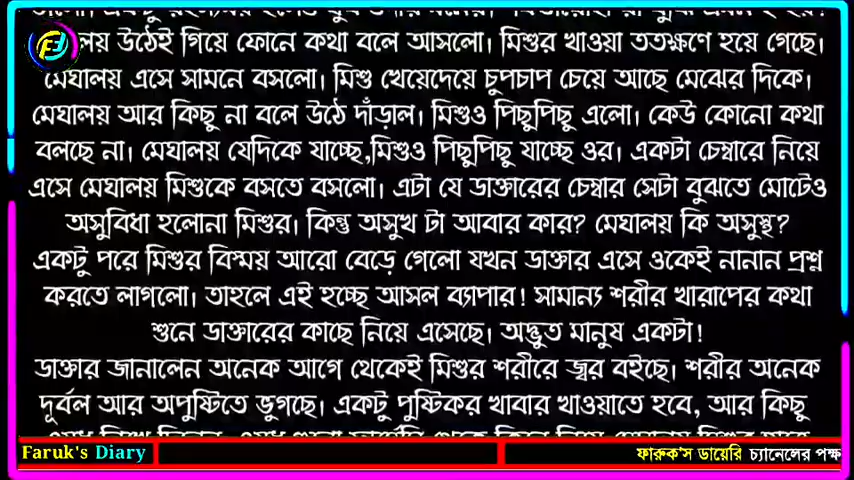 উঠেই গিয়ে ফোনে কথা বলে আসলো। মিশুর খাওয়া ততক্ষণে হয়ে গেছে।
মেঘালয় এসে সামনে বসলো। মিশু খেয়েদেয়ে চুপচাপ চেয়ে আছে মেঝের দিকে।
মেঘালয় আর কিছু না বলে উঠে দাঁড়াল। মিশুও পিছুপিছু এলো। কেউ কোনো কথা
বলছে না। মেঘালয় যেদিকে যাচ্ছে,মিশুও পিছুপিছু যাচ্ছে ওর। একটা চেম্বারে নিয়ে
এসে মেঘালয় মিশুকে বসতে বসলো। এটা যে ডাক্তারের চেম্বার সেটা বুঝতে মোটেও
অসুবিধা হলোনা মিশুর। কিন্তু অসুখ টা আবার কার? মেঘালয় কি অসুস্থ?
একটু পরে মিশুর বিস্ময় আরো বেড়ে গেলো যখন ডাক্তার এসে ওকেই নানান প্রশ্ন
করতে লাগলো। তাহলে এই হচ্ছে আসল ব্যাপার! সামান্য শরীর খারাপের কথা
শুনে ডাক্তারের কাছে নিয়ে এসেছে। অদ্ভুত মানুষ একটা!
ডাক্তার জানালেন অনেক আগে থেকেই মিশুর শরীরে জ্বর বইছে। শরীর অনেক
দূর্বল আর অপুষ্টিতে ভুগছে। একটু পুষ্টিকর খাবার খাওয়াতে হবে, আর কিছু
Faruk's Diary
ফারুক'স ডায়েরি চ্যানেলের পক্ষ